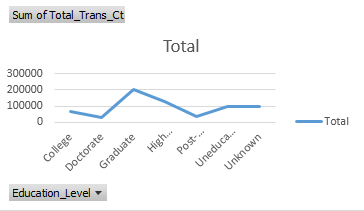 Sum of Total_Trans_Ct
Total
300000
200000
100000
0
College
Doctorate
Graduate
High...
Post-...
Uneduca...
Unknown
Total
Education_Level